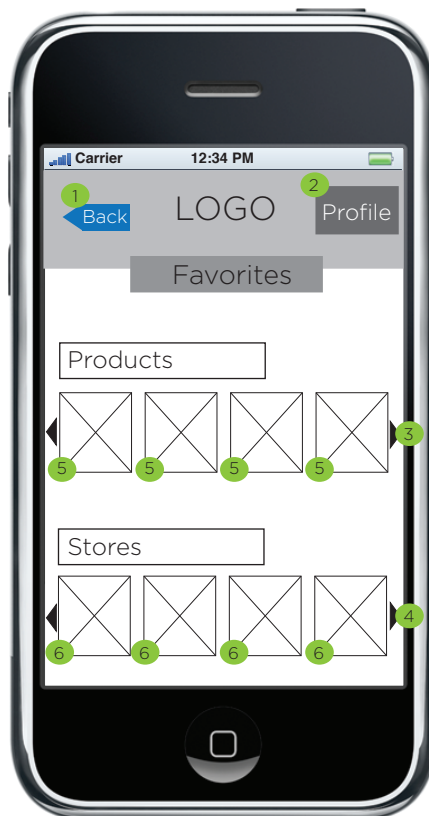 Carrier 12:34 PM
1 2
Back LOGO Profile
Favorites
Products
3
5 5 5 5
Stores
4
6 6 6 6